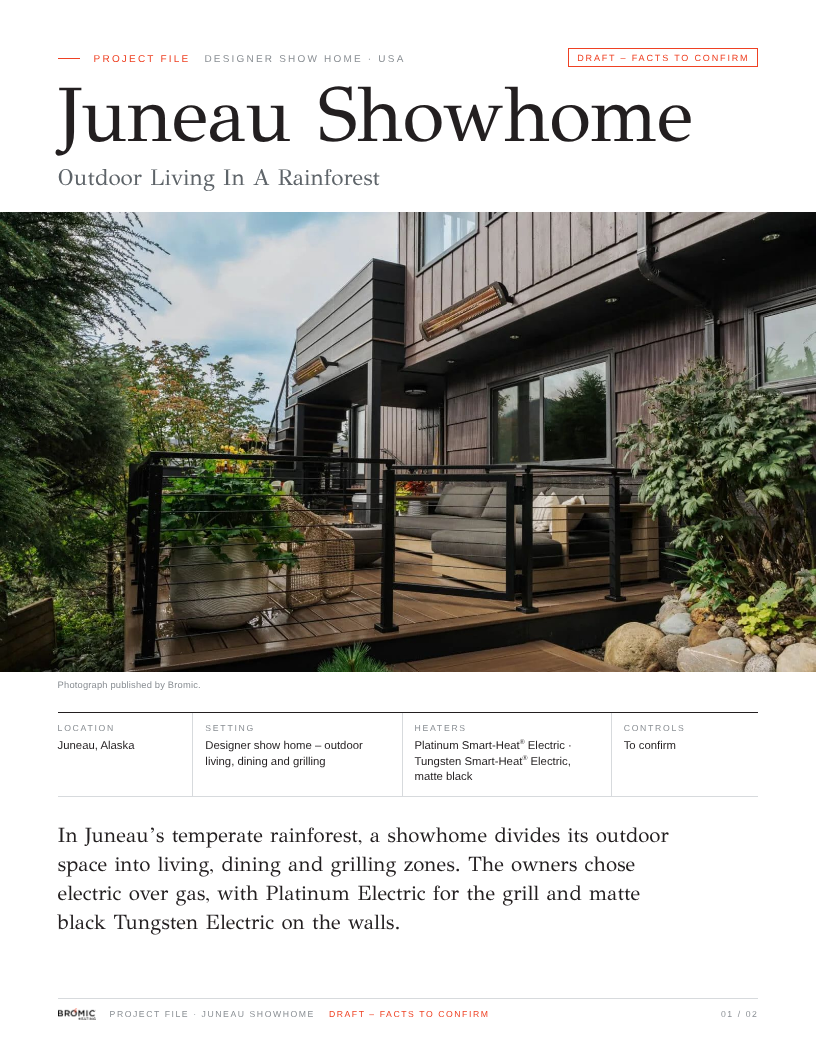 PROJECT FILE DESIGNER SHOW HOME · USA
DRAFT – FACTS TO CONFIRM
Juneau Showhome
Outdoor Living In A Rainforest
Photograph published by Bromic.
LOCATION
Juneau, Alaska
SETTING
Designer show home – outdoor
living, dining and grilling
HEATERS
Platinum Smart-Heat® Electric ·
Tungsten Smart-Heat® Electric,
matte black
CONTROLS
To confirm
In Juneau’s temperate rainforest, a showhome divides its outdoor
space into living, dining and grilling zones. The owners chose
electric over gas, with Platinum Electric for the grill and matte
black Tungsten Electric on the walls.
BROMIC
HEATING
PROJECT FILE · JUNEAU SHOWHOME DRAFT – FACTS TO CONFIRM
01 / 02